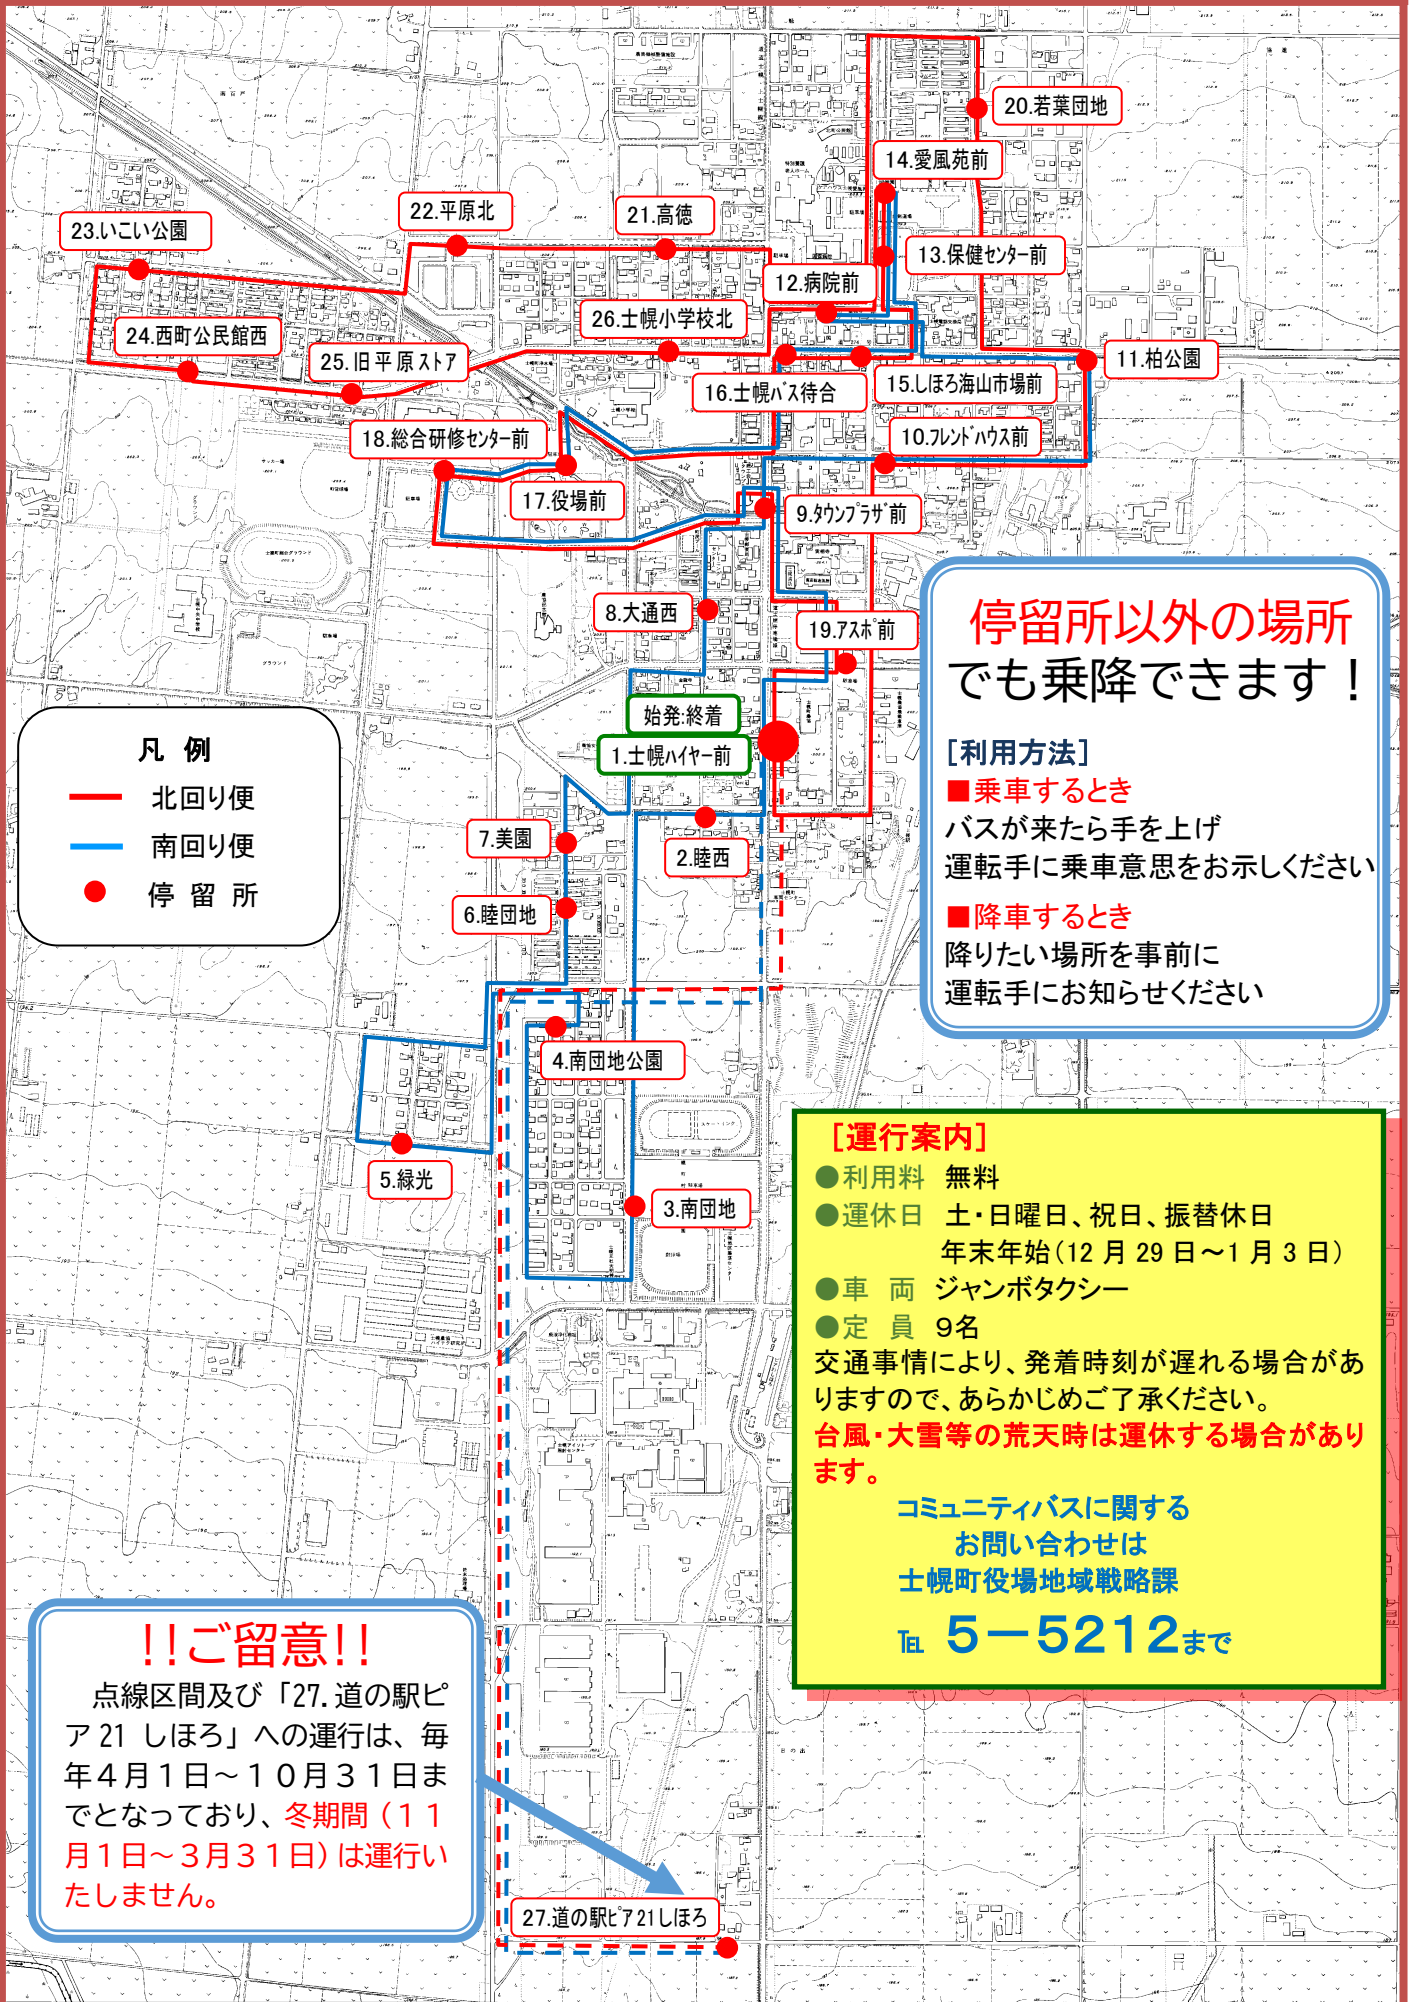 20.若葉団地
14.愛風苑前
22.平原北
21.高徳
23.いこい公園
13.保健センター前
12.病院前
26.士幌小学校北
24.西町公民館西
25.旧平原ストア
11.柏公園
16.士幌バス待合
15.しほろ海山市場前
18.総合研修センター前
10.フレンドハウス前
17.役場前
9.タウンプラザ前
8.大通西
19.アスポ前
始発:終着
1.士幌ハイヤー前
7.美園
2.睦西
6.睦団地
4.南団地公園
5.緑光
3.南団地
27.道の駅ピア21しほろ
凡 例
北回り便
南回り便
停 留 所
停留所以外の場所
でも乗降できます！
［利用方法］
■乗車するとき
バスが来たら手を上げ
運転手に乗車意思をお示しください
■降車するとき
降りたい場所を事前に
運転手にお知らせください
［運行案内］
●利用料 無料
●運休日 土・日曜日、祝日、振替休日
年末年始（12 月 29 日～1 月 3 日）
●車 両 ジャンボタクシー
●定 員 9名
交通事情により、発着時刻が遅れる場合があ
りますので、あらかじめご了承ください。
台風・大雪等の荒天時は運休する場合があり
ます。
コミュニティバスに関する
お問い合わせは
士幌町役場地域戦略課
℡ 5－5212まで
!!ご留意!!
点線区間及び「27.道の駅ピ
ア 21 しほろ」への運行は、毎
年４月１日～１０月３１日ま
でとなっており、冬期間（１１
月１日～３月３１日）は運行い
たしません。